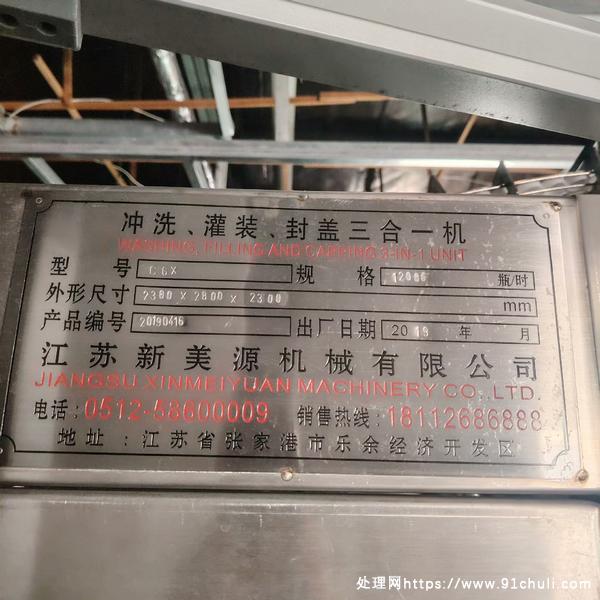 冲洗、灌装、封盖三合一机
WASHING, FILLING AND CAPPING 3-IN-1 UNIT
型 号 CGX 规 格 瓶/时
外形尺寸 2380 x 2800 x 2300 mm
产品编号 20190416 出厂日期 2019 年 月
江苏新美源机械有限公司
JIANGSU XINMEIYUAN MACHINERY CO., LTD.
电话:0512-58600009 销售热线:18112686888
地址:江苏省张家港市乐余经济开发区
处理网https://www.91chuli.com/